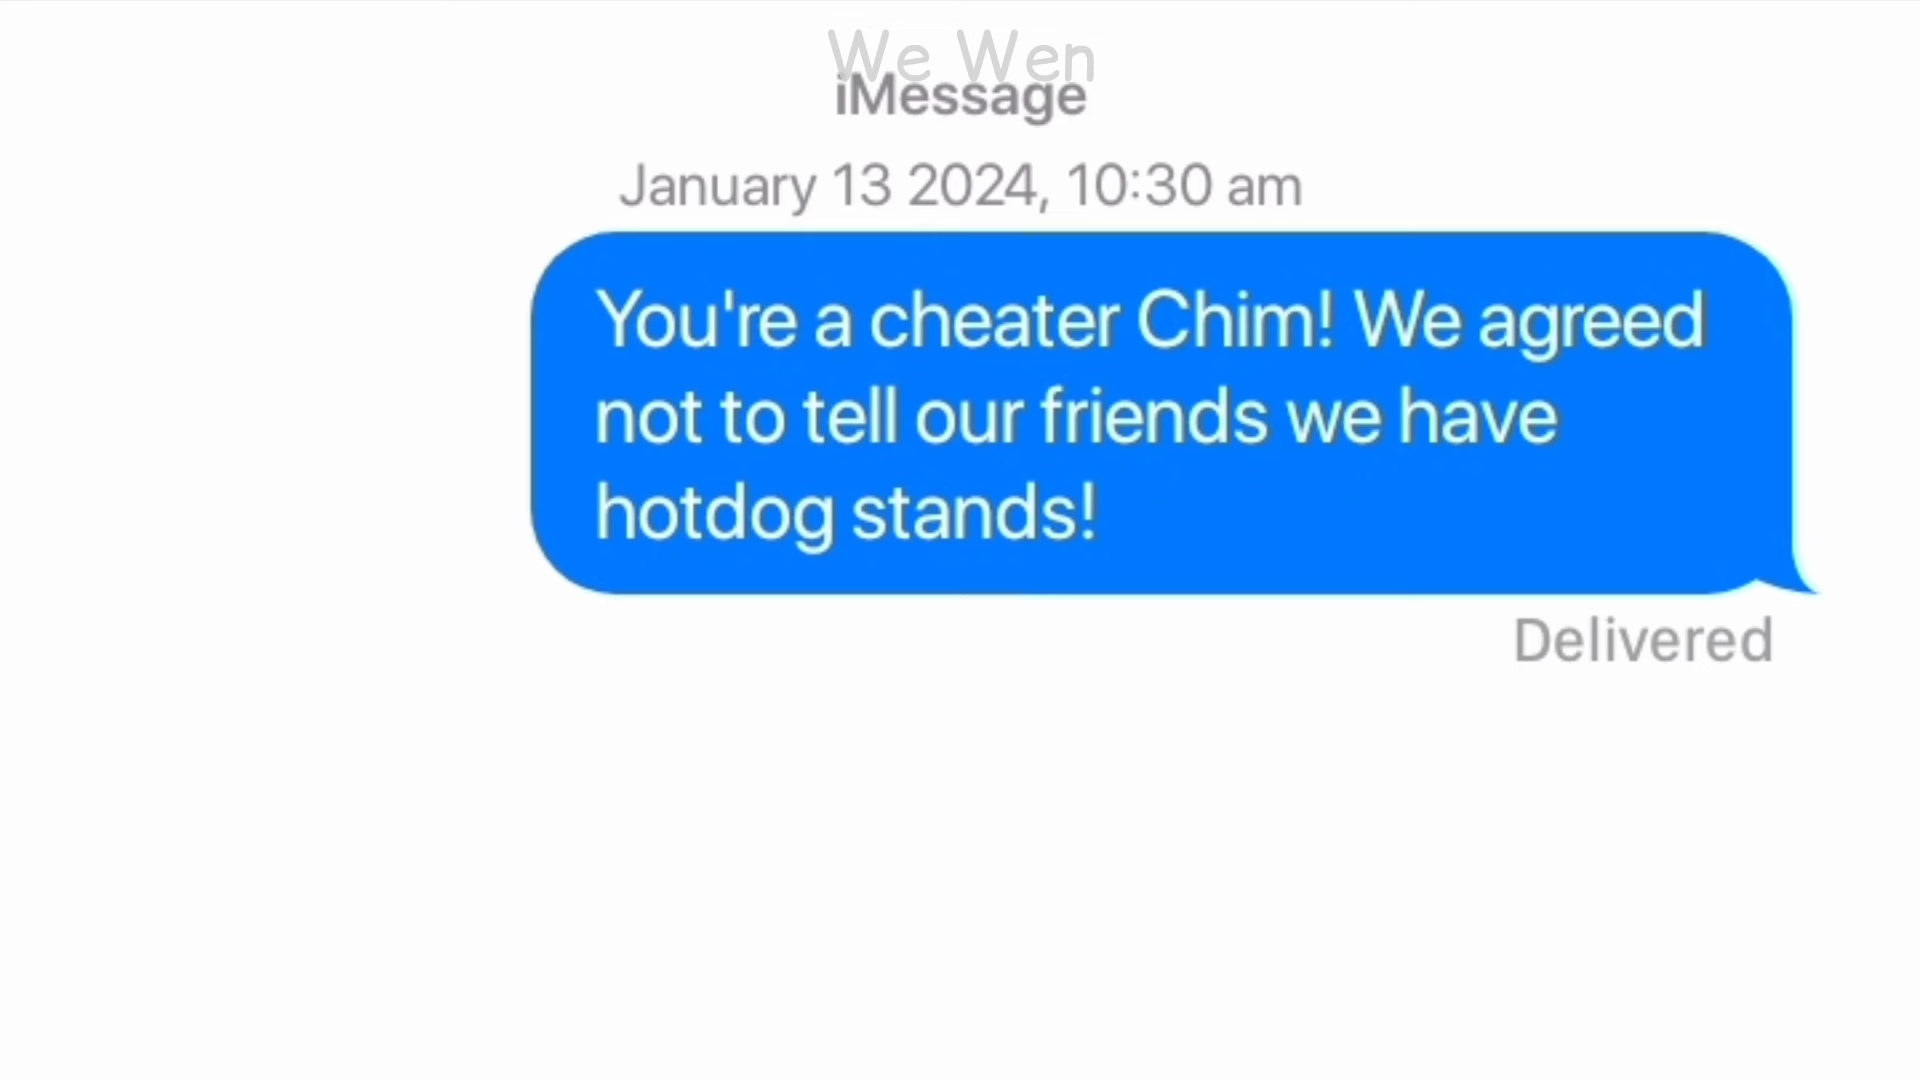 We Wen
iMessage
January 13 2024, 10:30 am
You're a cheater Chim! We agreed
not to tell our friends we have
hotdog stands!
Delivered